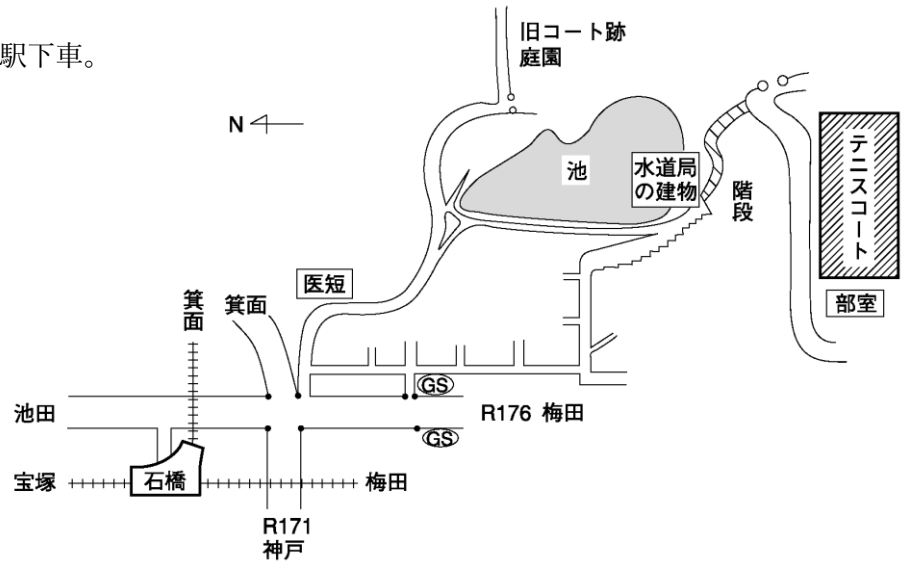 駅下車。
旧コート跡
庭園
N
池
水道局
の建物
階段
テニスコート
部室
医短
箕面
箕面
GS
池田
R176 梅田
GS
宝塚
石橋
梅田
R171
神戸